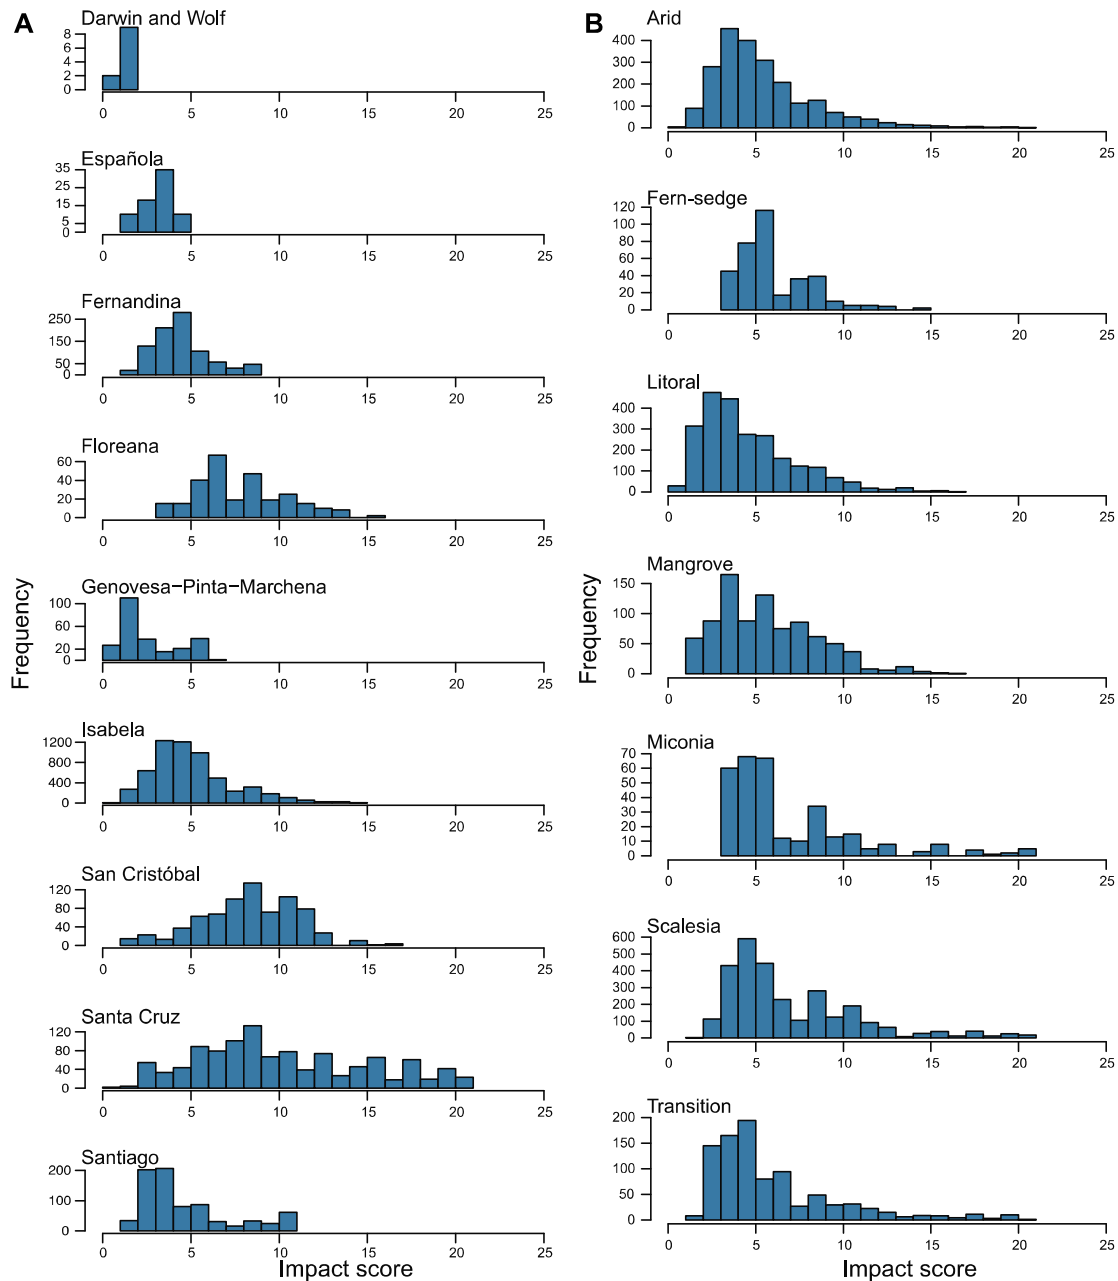 A
Darwin and Wolf
8
6
4
2
0
0 5 10 15 20 25
Española
35
25
15
5
0
0 5 10 15 20 25
Fernandina
250
150
50
0
0 5 10 15 20 25
Floreana
60
40
20
0
0 5 10 15 20 25
Genovesa−Pinta−Marchena
100
60
20
0
0 5 10 15 20 25
Isabela
1200
800
400
0
0 5 10 15 20 25
San Cristóbal
120
80
40
0
0 5 10 15 20 25
Santa Cruz
120
80
40
0
0 5 10 15 20 25
Santiago
200
100
0
0 5 10 15 20 25
Frequency
Impact score
B
Arid
400
300
200
100
0
0 5 10 15 20 25
Fern-sedge
120
100
80
60
40
20
0
0 5 10 15 20 25
Litoral
400
300
200
100
0
0 5 10 15 20 25
Mangrove
150
100
50
0
0 5 10 15 20 25
Miconia
70
60
50
40
30
20
10
0
0 5 10 15 20 25
Scalesia
600
500
400
300
200
100
0
0 5 10 15 20 25
Transition
200
150
100
50
0
0 5 10 15 20 25
Frequency
Impact score